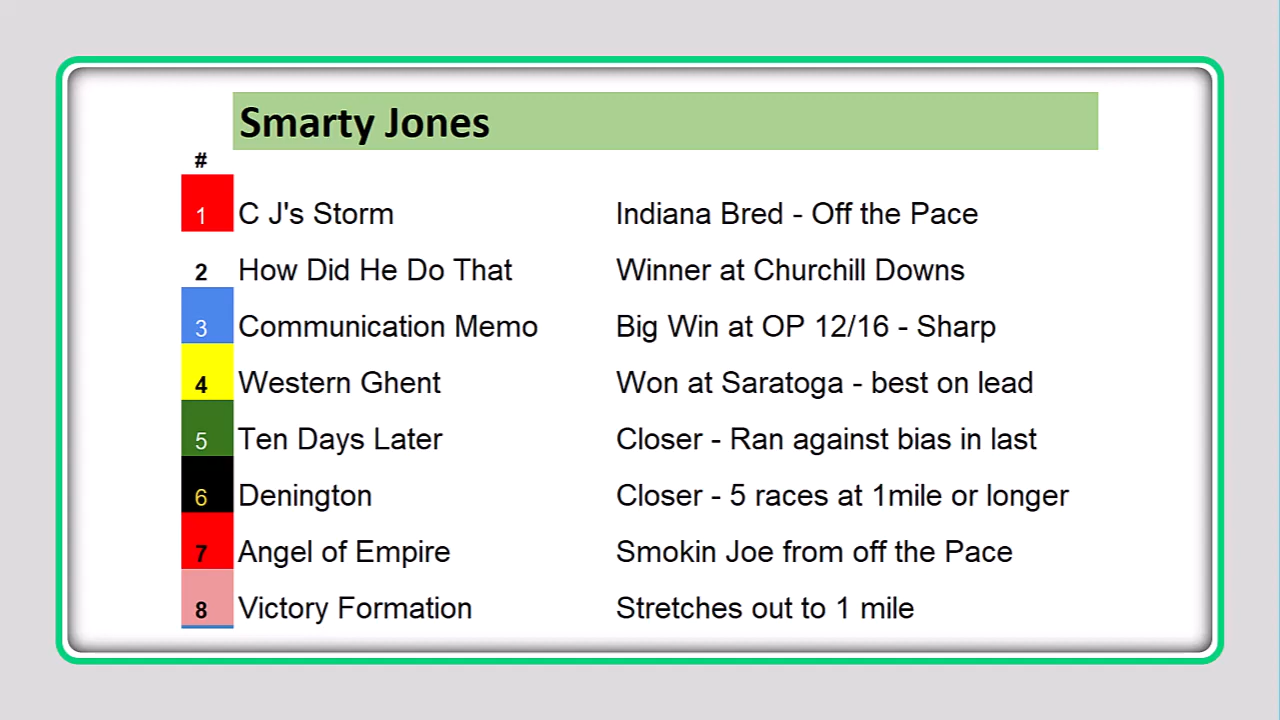 Smarty Jones
#
1 C J's Storm Indiana Bred - Off the Pace
2 How Did He Do That Winner at Churchill Downs
3 Communication Memo Big Win at OP 12/16 - Sharp
4 Western Ghent Won at Saratoga - best on lead
5 Ten Days Later Closer - Ran against bias in last
6 Denington Closer - 5 races at 1mile or longer
7 Angel of Empire Smokin Joe from off the Pace
8 Victory Formation Stretches out to 1 mile